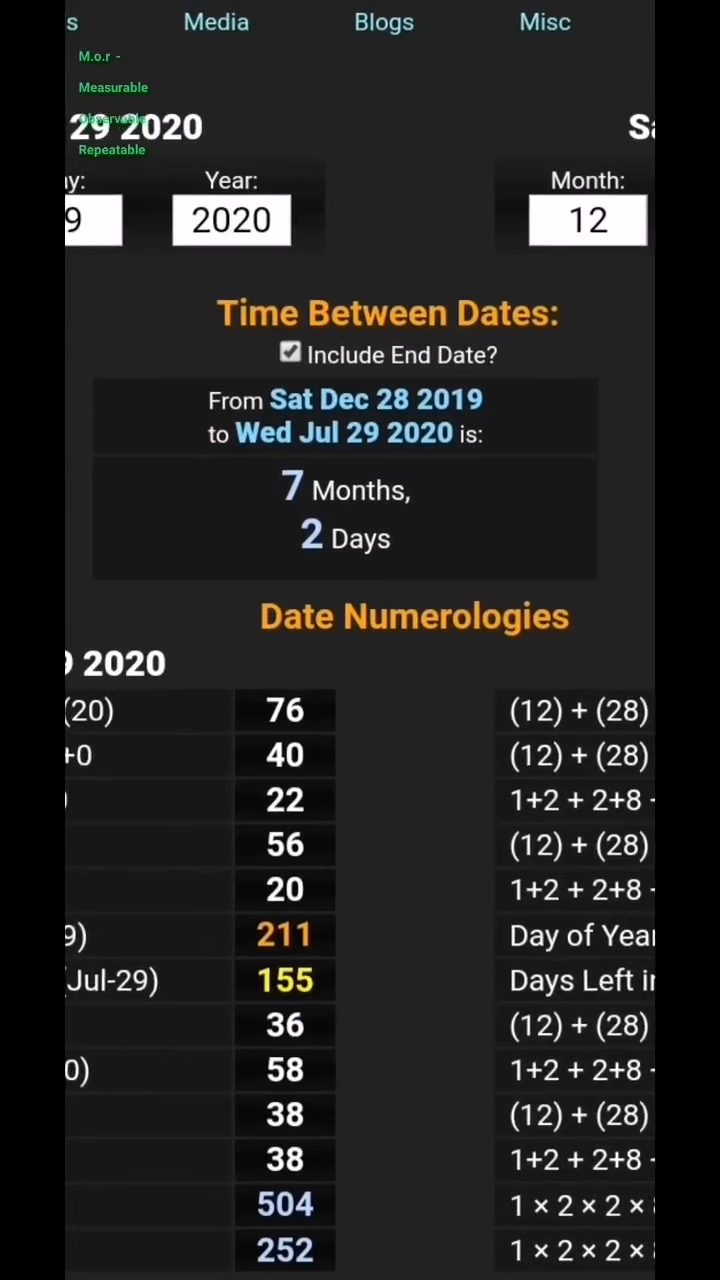 s Media Blogs Misc
M.o.r -
Measurable
Observable
Repeatable
29 2020 Sa
ay: Year: Month:
9 2020 12
Time Between Dates:
Include End Date?
From Sat Dec 28 2019
to Wed Jul 29 2020 is:
7 Months,
2 Days
Date Numerologies
9 2020
(20) 76 (12) + (28)
+0 40 (12) + (28)
) 22 1+2 + 2+8 +
56 (12) + (28)
20 1+2 + 2+8 +
9) 211 Day of Year
(Jul-29) 155 Days Left in
36 (12) + (28)
0) 58 1+2 + 2+8 +
38 (12) + (28)
38 1+2 + 2+8 +
504 1 × 2 × 2 × 8
252 1 × 2 × 2 × 8